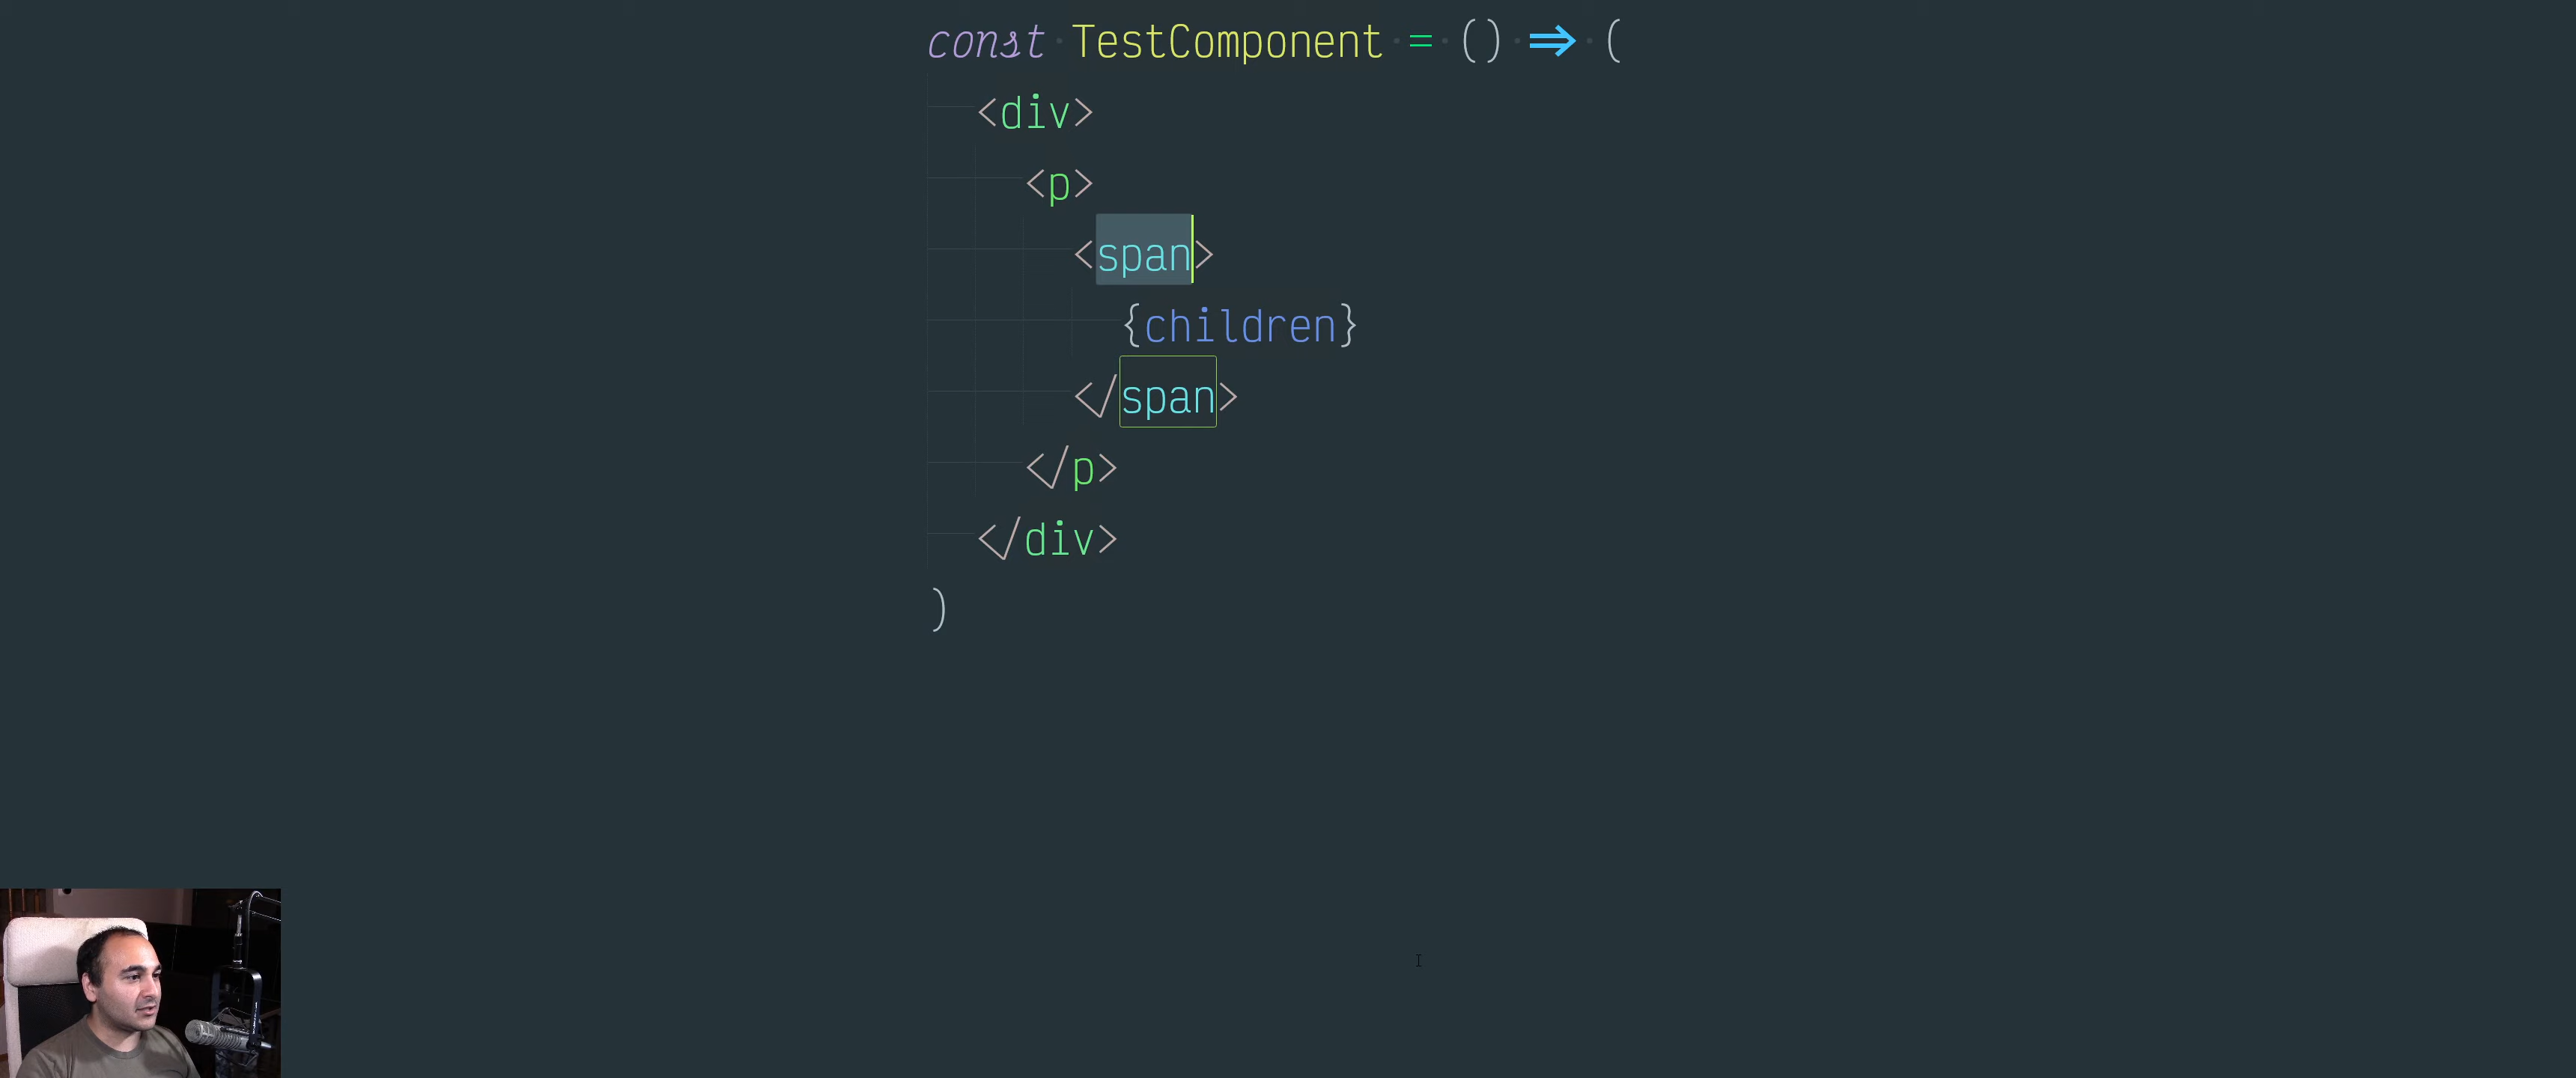 const TestComponent = () => (
<div>
<p>
<span>
{children}
</span>
</p>
</div>
)